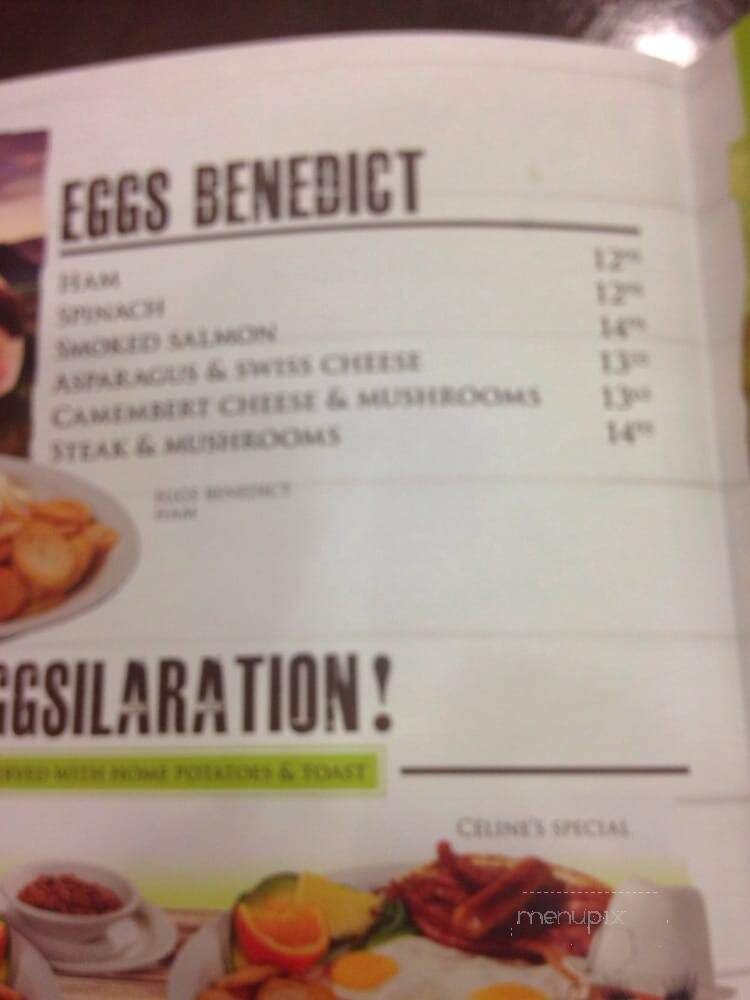 EGGS BENEDICT
HAM 12
SPINACH 12
SMOKED SALMON 14
ASPARAGUS & SWISS CHEESE 13
CAMEMBERT CHEESE & MUSHROOMS 13
STEAK & MUSHROOMS 14
EGGS BENEDICT
HAM
GGSILARATION!
ERVED WITH HOME POTATOES & TOAST
CÉLINE'S SPECIAL
menupix